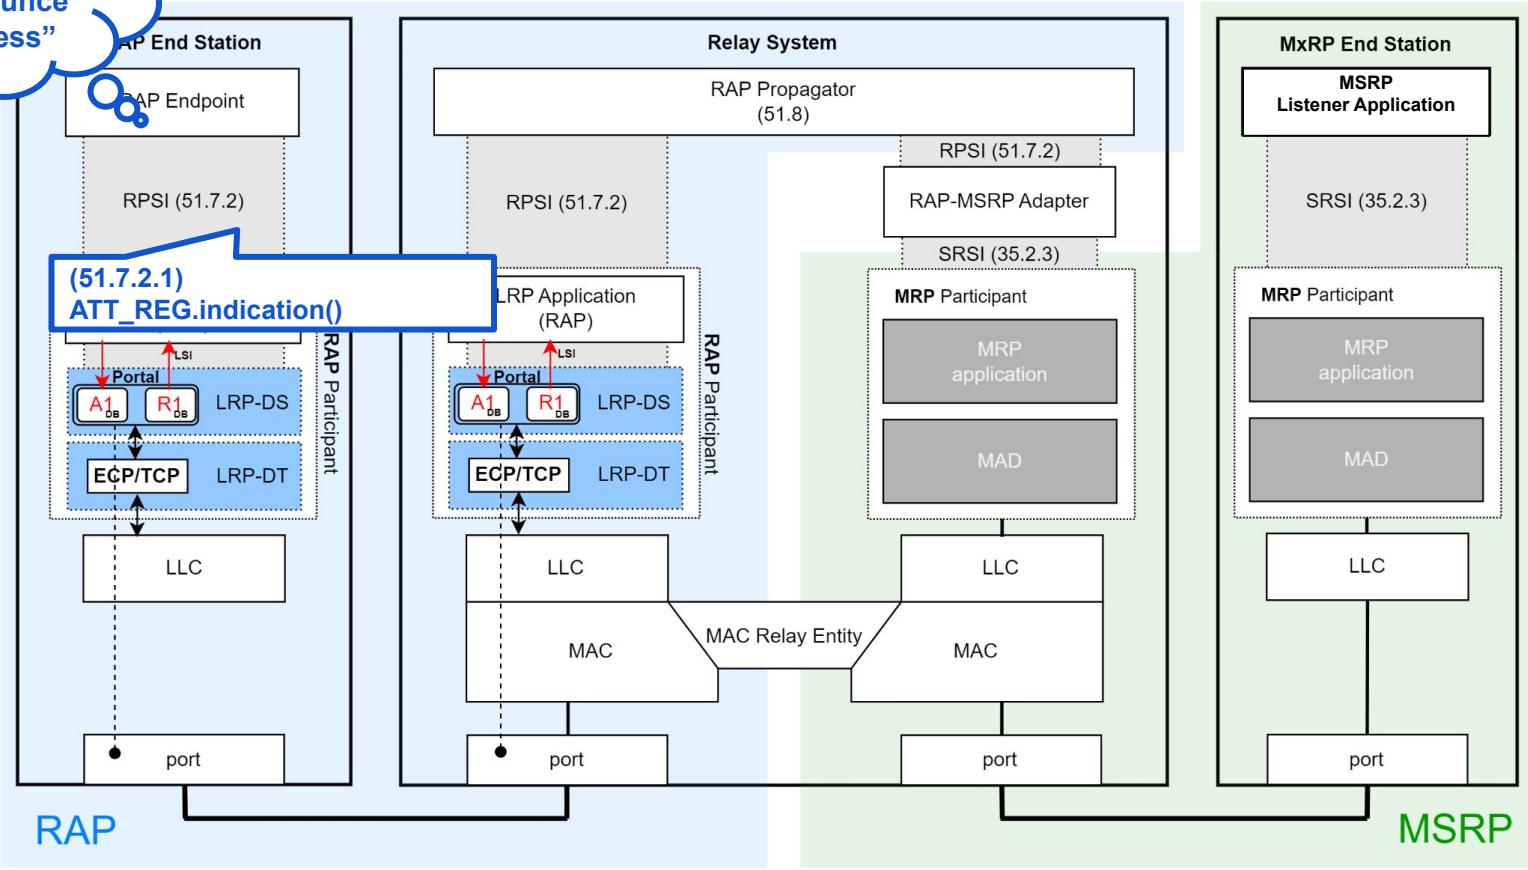 ess”
AP End Station
AP Endpoint
RPSI (51.7.2)
(51.7.2.1)
ATT_REG.indication()
LSI
Portal
A1
DB
R1
DB
LRP-DS
ECP/TCP
LRP-DT
RAP Participant
LLC
port
RAP
Relay System
RAP Propagator
(51.8)
RPSI (51.7.2)
LRP Application
(RAP)
LSI
Portal
A1
DB
R1
DB
LRP-DS
ECP/TCP
LRP-DT
RAP Participant
LLC
MAC
port
MAC Relay Entity
RPSI (51.7.2)
RAP-MSRP Adapter
SRSI (35.2.3)
MRP Participant
MRP
application
MAD
LLC
MAC
port
MxRP End Station
MSRP
Listener Application
SRSI (35.2.3)
MRP Participant
MRP
application
MAD
LLC
port
MSRP